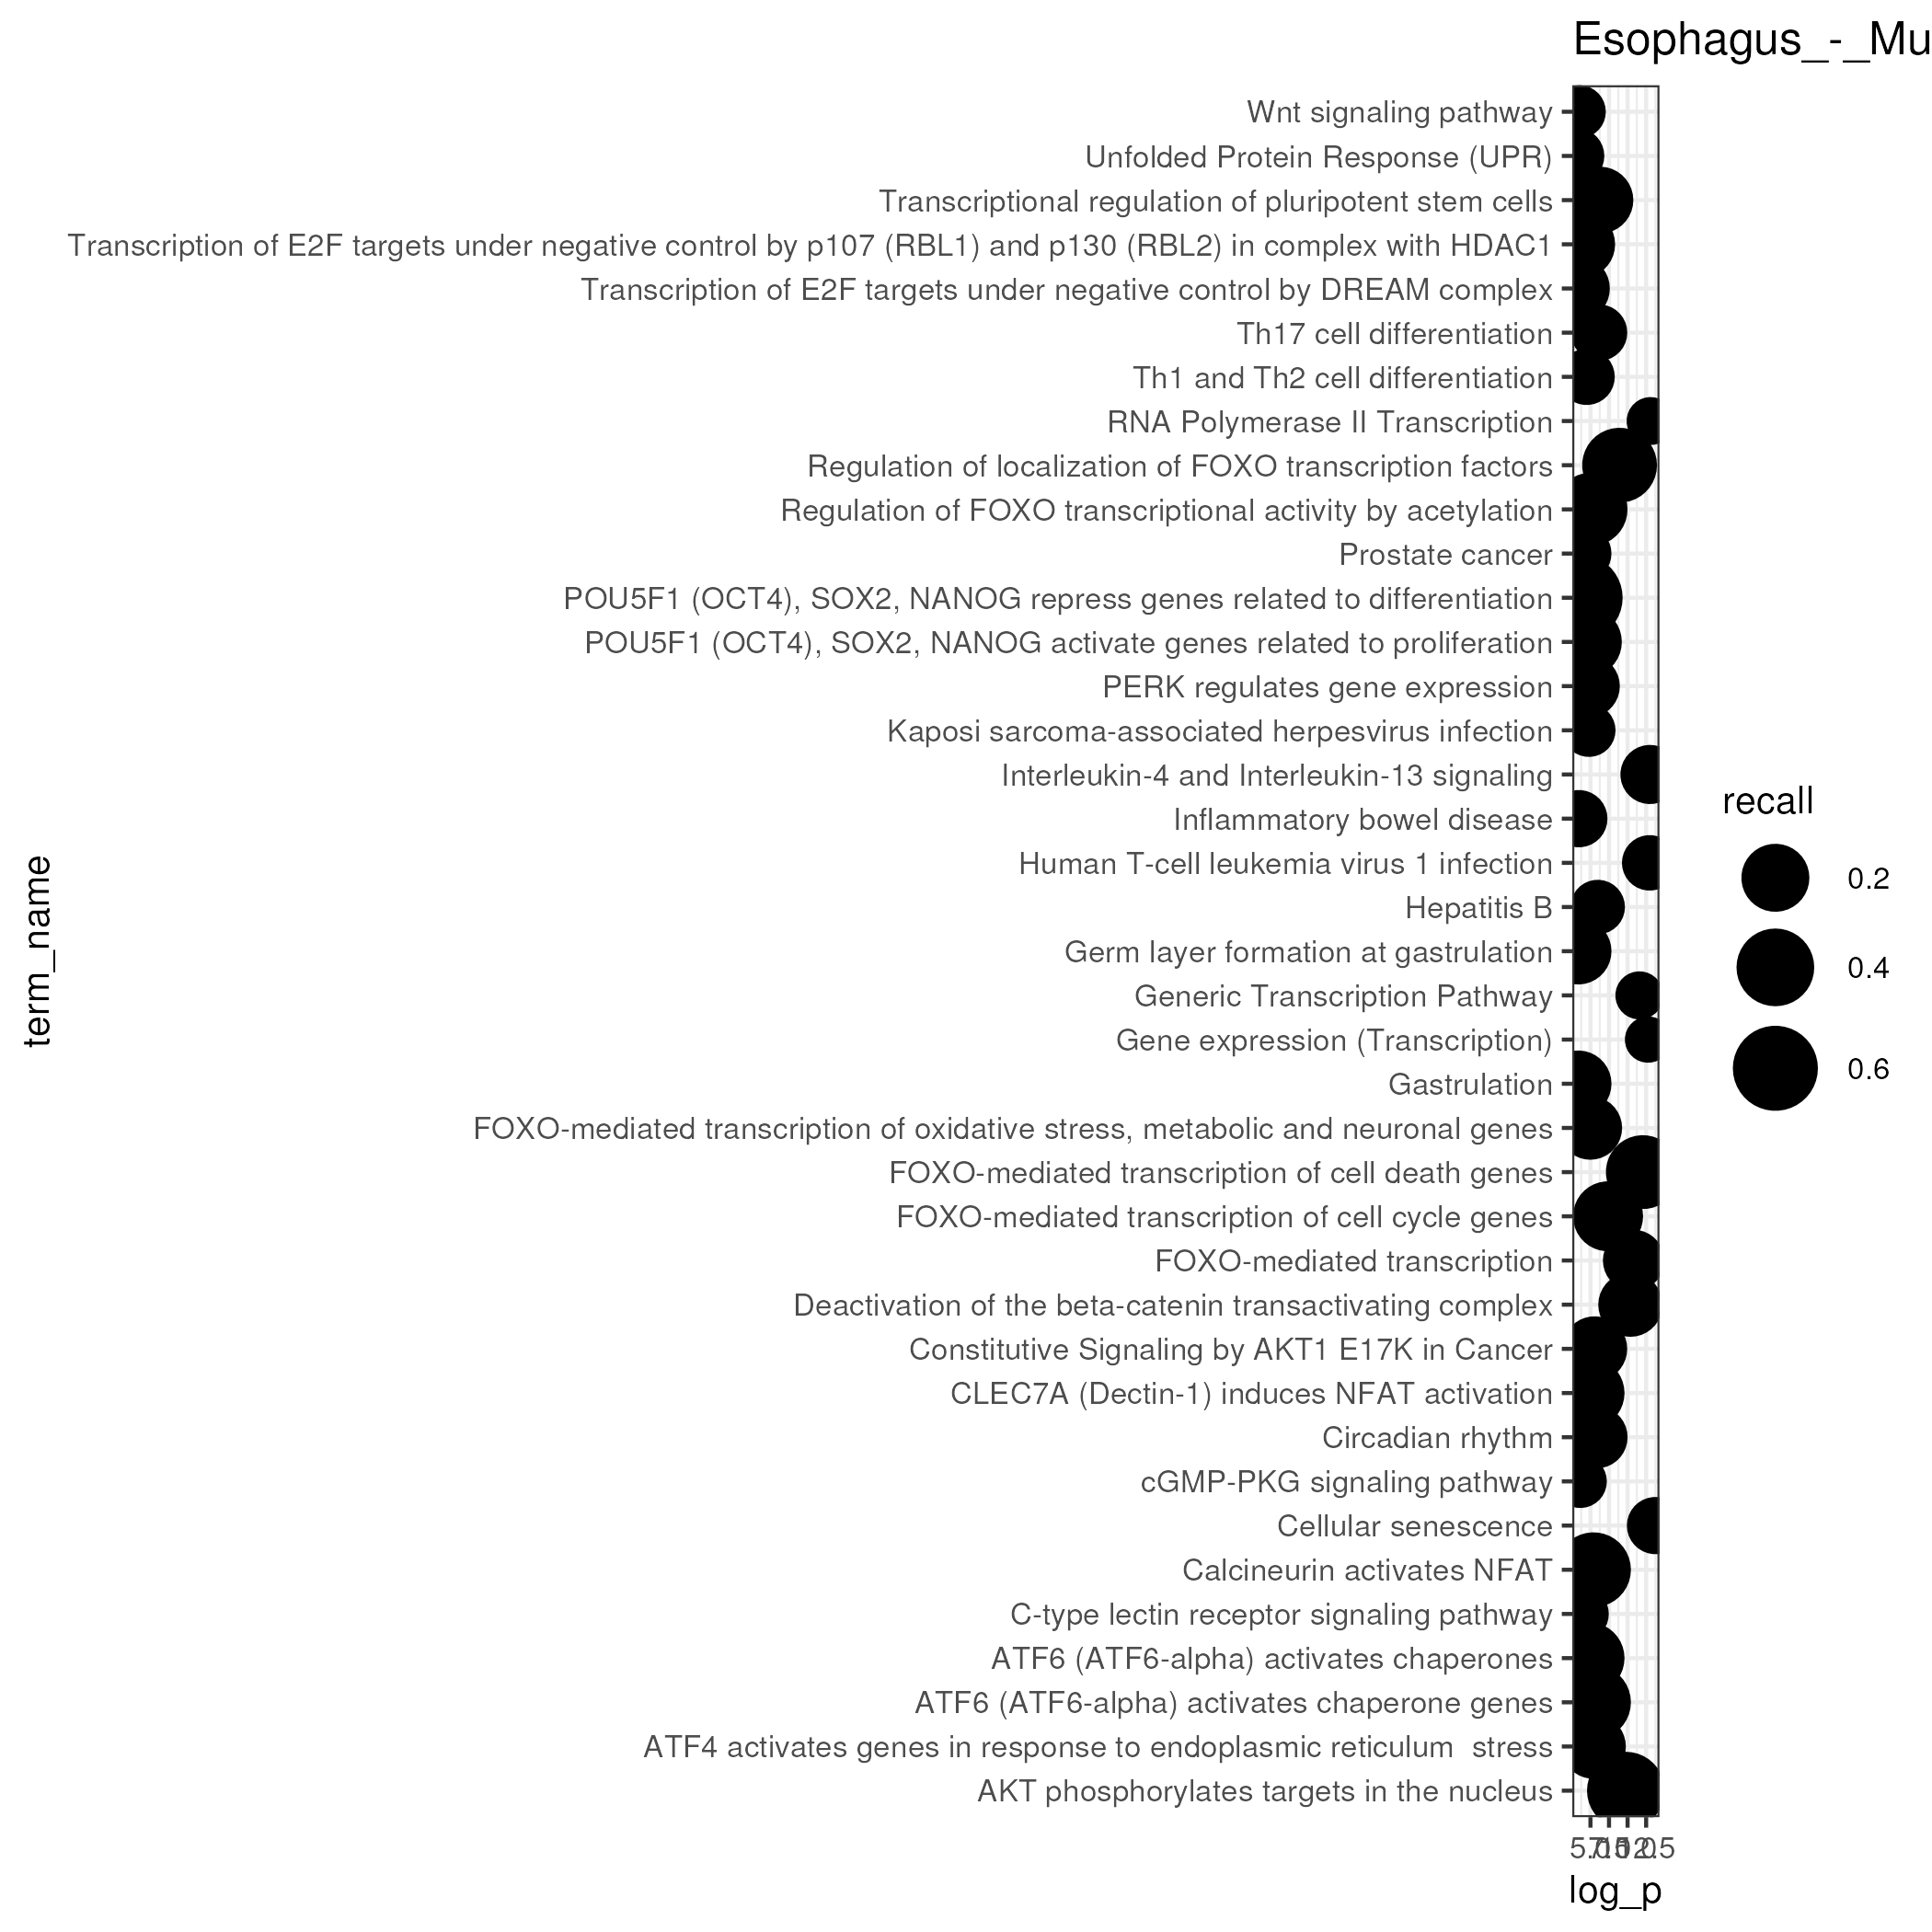 Esophagus_-_Mu
Wnt signaling pathway
Unfolded Protein Response (UPR)
Transcriptional regulation of pluripotent stem cells
Transcription of E2F targets under negative control by p107 (RBL1) and p130 (RBL2) in complex with HDAC1
Transcription of E2F targets under negative control by DREAM complex
Th17 cell differentiation
Th1 and Th2 cell differentiation
RNA Polymerase II Transcription
Regulation of localization of FOXO transcription factors
Regulation of FOXO transcriptional activity by acetylation
Prostate cancer
POU5F1 (OCT4), SOX2, NANOG repress genes related to differentiation
POU5F1 (OCT4), SOX2, NANOG activate genes related to proliferation
PERK regulates gene expression
Kaposi sarcoma-associated herpesvirus infection
Interleukin-4 and Interleukin-13 signaling
Inflammatory bowel disease
Human T-cell leukemia virus 1 infection
Hepatitis B
Germ layer formation at gastrulation
Generic Transcription Pathway
Gene expression (Transcription)
Gastrulation
FOXO-mediated transcription of oxidative stress, metabolic and neuronal genes
FOXO-mediated transcription of cell death genes
FOXO-mediated transcription of cell cycle genes
FOXO-mediated transcription
Deactivation of the beta-catenin transactivating complex
Constitutive Signaling by AKT1 E17K in Cancer
CLEC7A (Dectin-1) induces NFAT activation
Circadian rhythm
cGMP-PKG signaling pathway
Cellular senescence
Calcineurin activates NFAT
C-type lectin receptor signaling pathway
ATF6 (ATF6-alpha) activates chaperones
ATF6 (ATF6-alpha) activates chaperone genes
ATF4 activates genes in response to endoplasmic reticulum  stress
AKT phosphorylates targets in the nucleus
term_name
log_p
recall
0.2
0.4
0.6